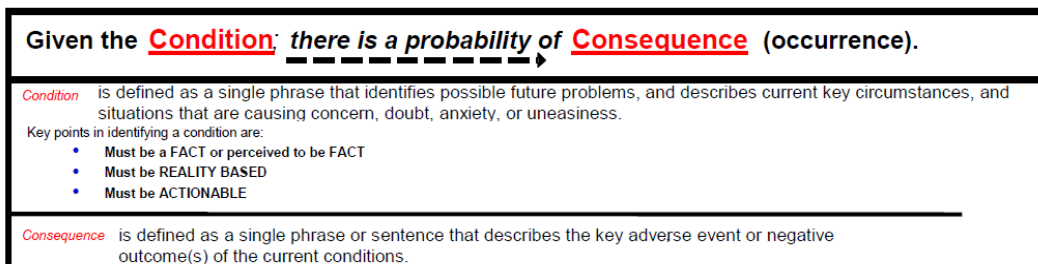 Given the Condition; there is a probability of Consequence (occurrence).
Condition is defined as a single phrase that identifies possible future problems, and describes current key circumstances, and
situations that are causing concern, doubt, anxiety, or uneasiness.
Key points in identifying a condition are:
• Must be a FACT or perceived to be FACT
• Must be REALITY BASED
• Must be ACTIONABLE
Consequence is defined as a single phrase or sentence that describes the key adverse event or negative
outcome(s) of the current conditions.